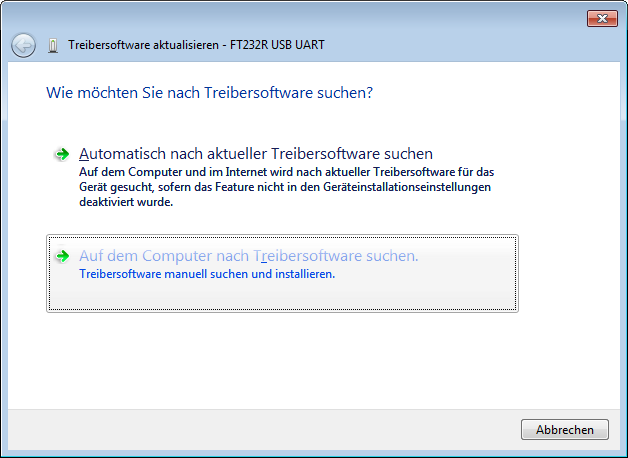 Treibersoftware aktualisieren - FT232R USB UART
Wie möchten Sie nach Treibersoftware suchen?
Automatisch nach aktueller Treibersoftware suchen
Auf dem Computer und im Internet wird nach aktueller Treibersoftware für das
Gerät gesucht, sofern das Feature nicht in den Geräteinstallationseinstellungen
deaktiviert wurde.
Auf dem Computer nach Treibersoftware suchen.
Treibersoftware manuell suchen und installieren.
Abbrechen